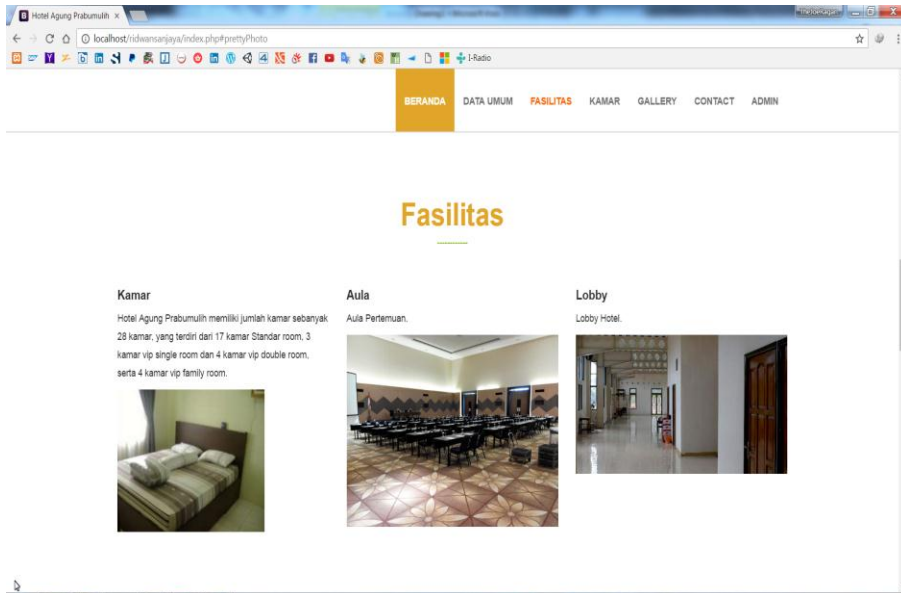 Hotel Agung Prabumulih
localhost/ridwansanjaya/index.php#prettyPhoto
I-Radio
BERANDA DATA UMUM FASILITAS KAMAR GALLERY CONTACT ADMIN
Fasilitas
Kamar
Hotel Agung Prabumulih memiliki jumlah kamar sebanyak
28 kamar, yang terdiri dari 17 kamar Standar room, 3
kamar vip single room dan 4 kamar vip double room,
serta 4 kamar vip family room.
Aula
Aula Pertemuan.
Lobby
Lobby Hotel.